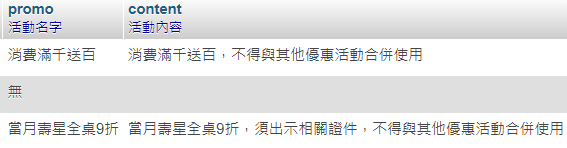 promo content
活動名字 活動內容
消費滿千送百 消費滿千送百，不得與其他優惠活動合併使用
無
當月壽星全桌9折 當月壽星全桌9折，須出示相關證件，不得與其他優惠活動合併使用